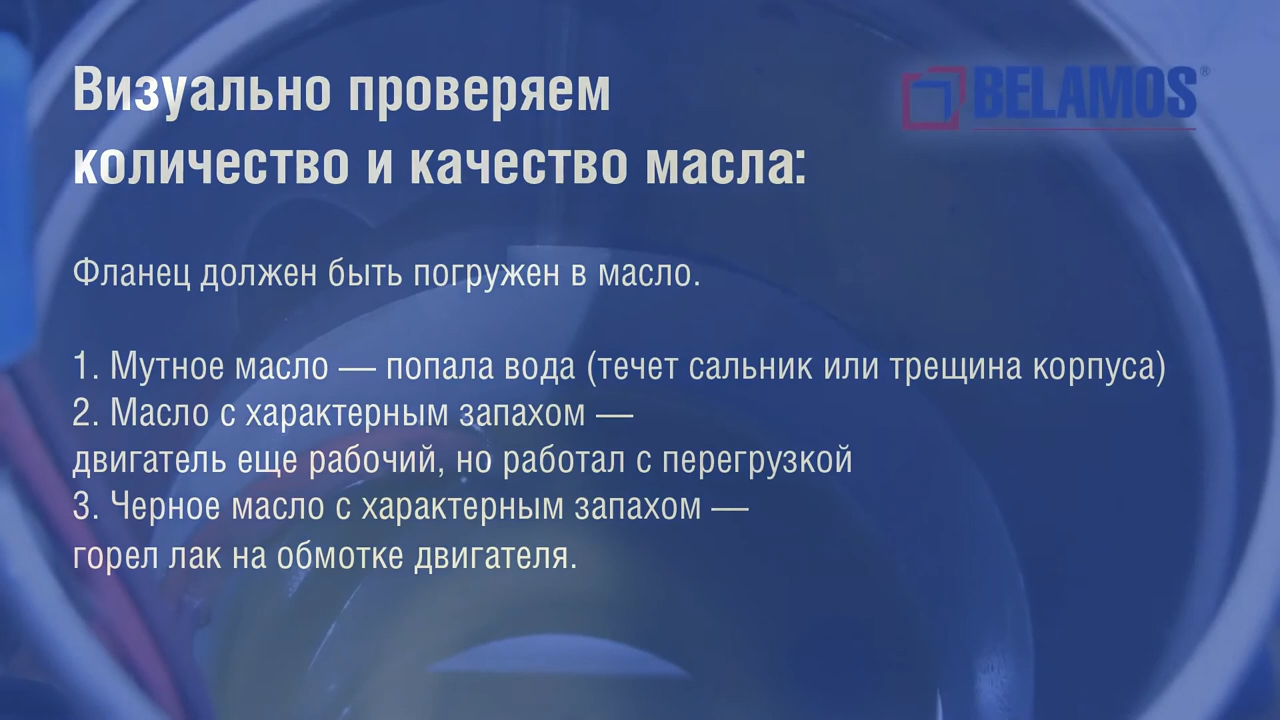 Визуально проверяем
количество и качество масла:
BELAMOS®
Фланец должен быть погружен в масло.
1. Мутное масло — попала вода (течет сальник или трещина корпуса)
2. Масло с характерным запахом —
двигатель еще рабочий, но работал с перегрузкой
3. Черное масло с характерным запахом —
горел лак на обмотке двигателя.